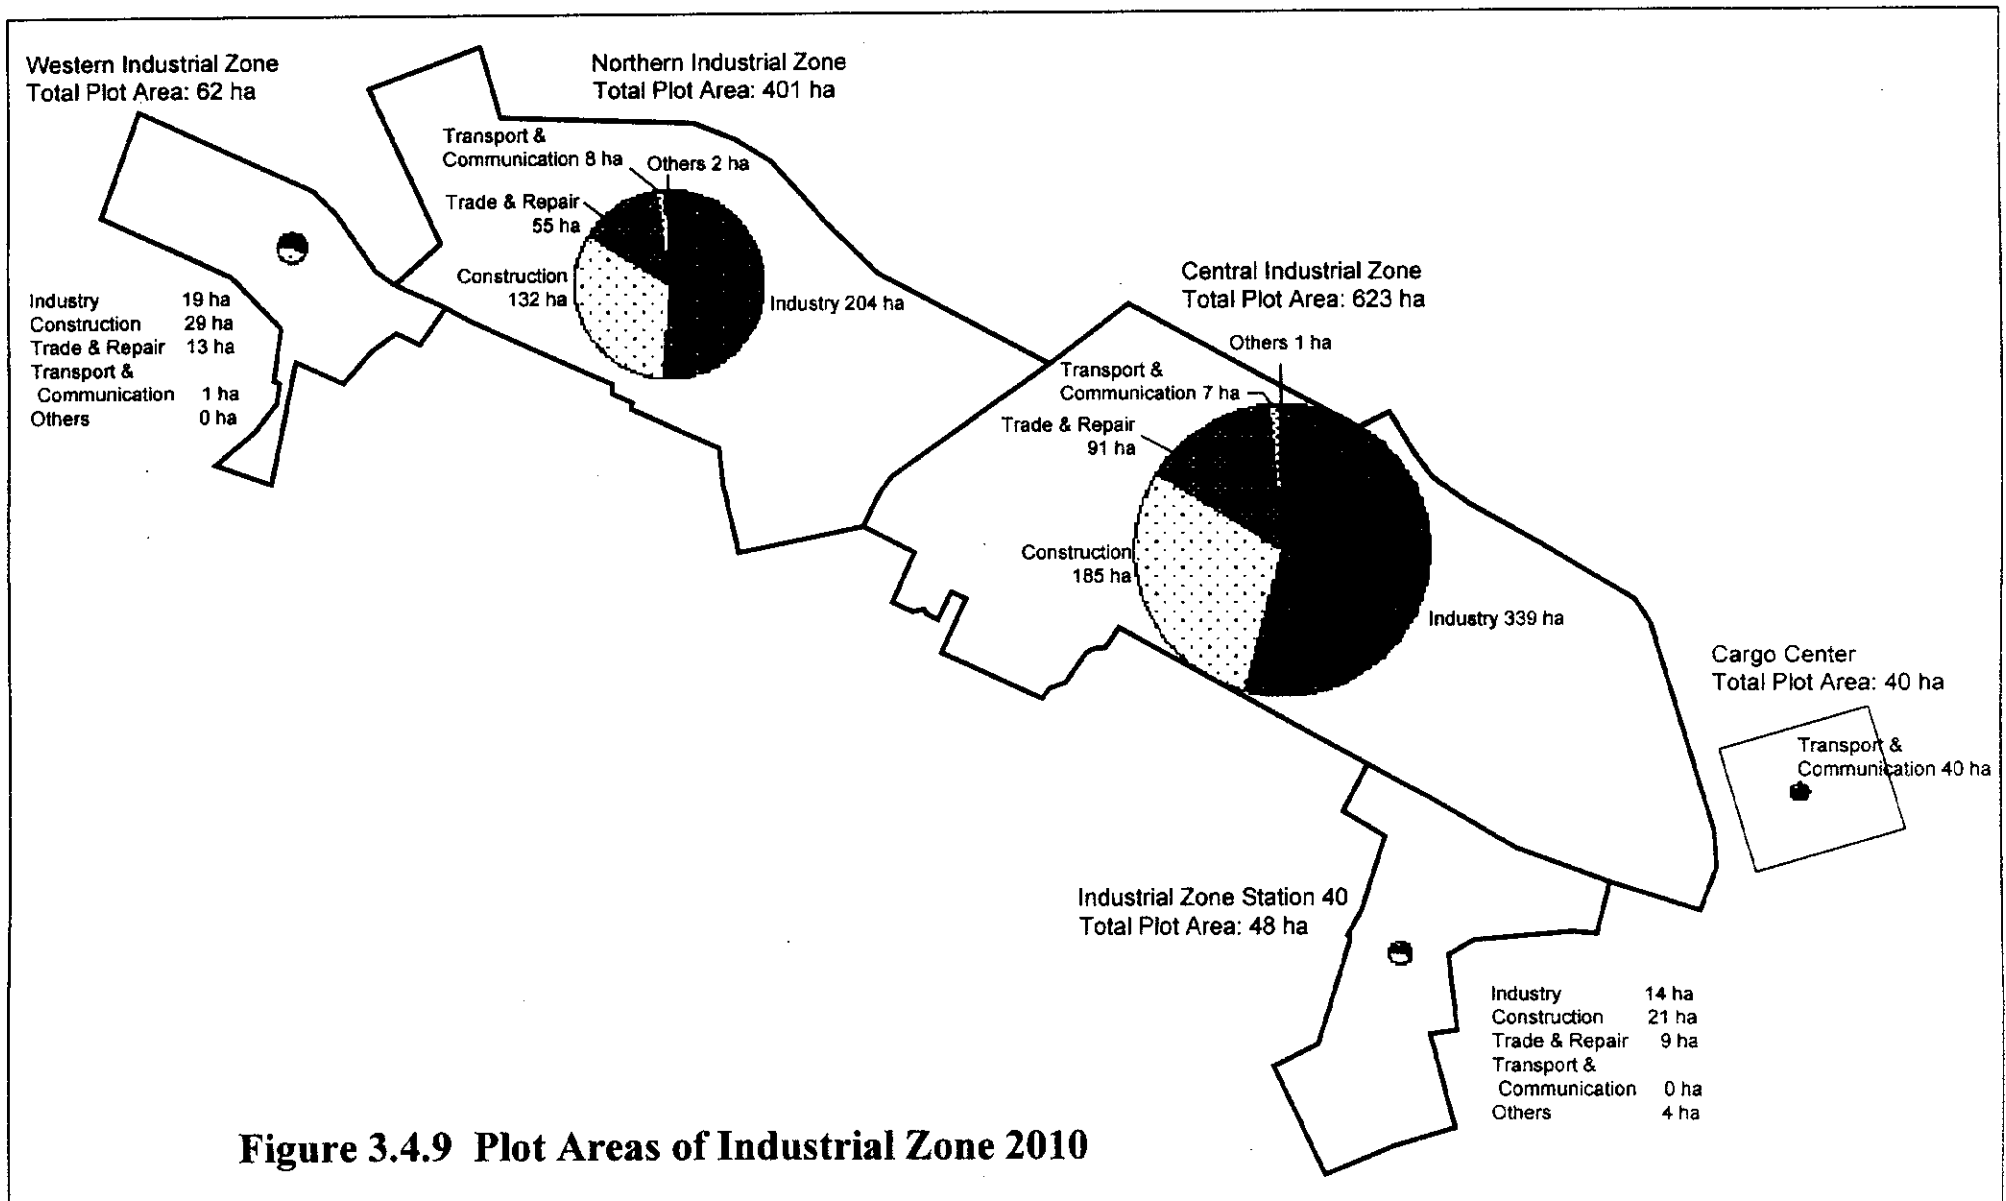 Western Industrial Zone
Total Plot Area: 62 ha
Northern Industrial Zone
Total Plot Area: 401 ha
Transport &
Communication 8 ha
Others 2 ha
Trade & Repair
55 ha
Construction
132 ha
Industry 204 ha
Industry 19 ha
Construction 29 ha
Trade & Repair 13 ha
Transport &
Communication 1 ha
Others 0 ha
Central Industrial Zone
Total Plot Area: 623 ha
Others 1 ha
Transport &
Communication 7 ha
Trade & Repair
91 ha
Construction
185 ha
Industry 339 ha
Cargo Center
Total Plot Area: 40 ha
Transport &
Communication 40 ha
Industrial Zone Station 40
Total Plot Area: 48 ha
Industry 14 ha
Construction 21 ha
Trade & Repair 9 ha
Transport &
Communication 0 ha
Others 4 ha
Figure 3.4.9 Plot Areas of Industrial Zone 2010